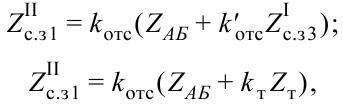 Z^{II}_{с.з1} = k_{отс}(Z_{АБ} + k′_{отс}Z^{I}_{с.з3});
Z^{II}_{с.з1} = k_{отс}(Z_{АБ} + k_{т}Z_{т}),